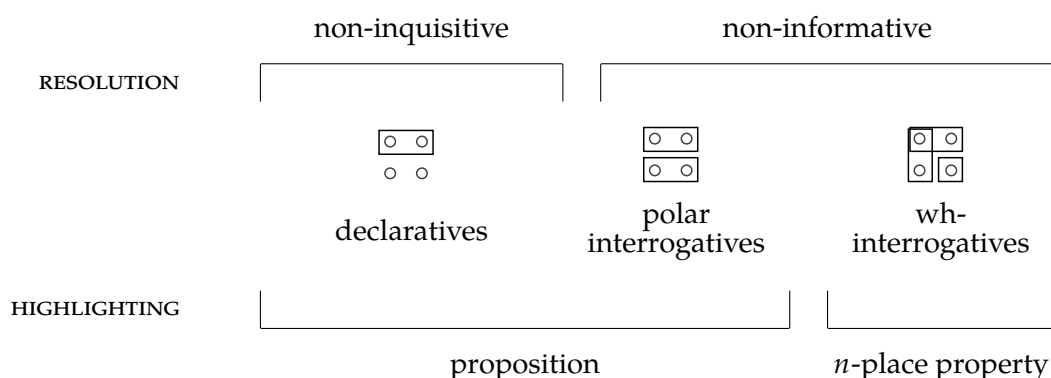 non-inquisitive non-informative
RESOLUTION
declaratives
polar
interrogatives
wh-
interrogatives
HIGHLIGHTING
proposition n-place property